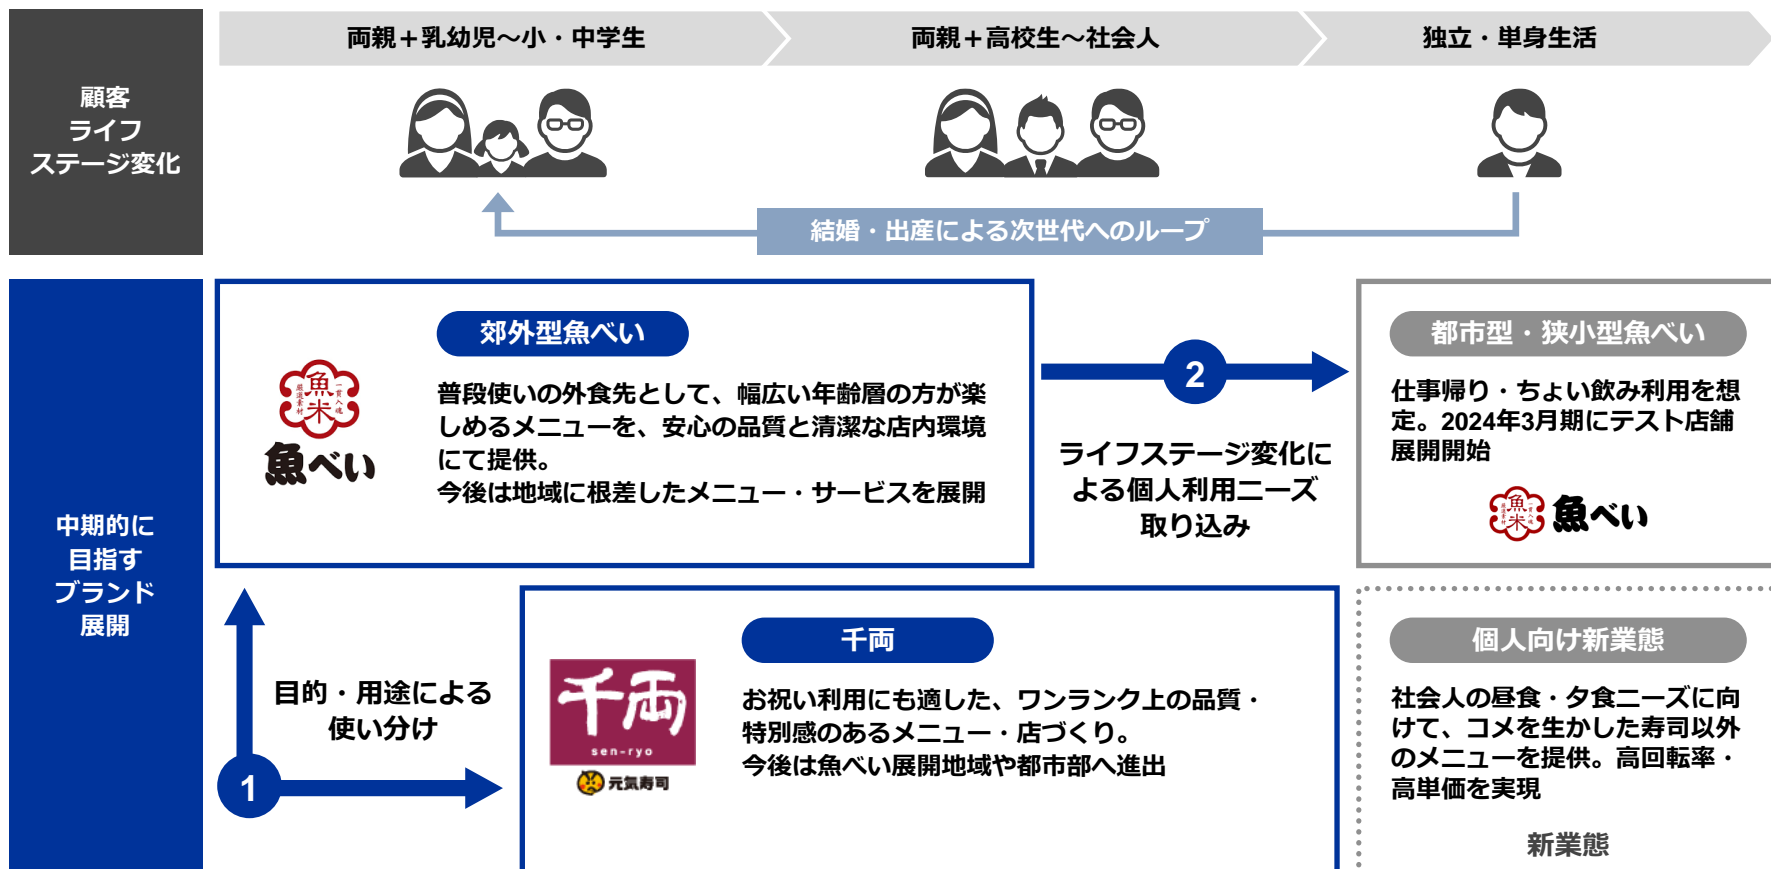 顧客
ライフ
ステージ変化
両親＋乳幼児～小・中学生
両親＋高校生～社会人
独立・単身生活
結婚・出産による次世代へのループ
中期的に
目指す
ブランド
展開
郊外型魚べい
魚米
厳選素材
一貫入魂
魚べい
普段使いの外食先として、幅広い年齢層の方が楽
しめるメニューを、安心の品質と清潔な店内環境
にて提供。
今後は地域に根差したメニュー・サービスを展開
2
ライフステージ変化に
よる個人利用ニーズ
取り込み
都市型・狭小型魚べい
仕事帰り・ちょい飲み利用を想
定。2024年3月期にテスト店舗
展開開始
魚米
魚べい
1
目的・用途による
使い分け
千両
千両
sen-ryo
元気寿司
お祝い利用にも適した、ワンランク上の品質・
特別感のあるメニュー・店づくり。
今後は魚べい展開地域や都市部へ進出
個人向け新業態
社会人の昼食・夕食ニーズに向
けて、コメを生かした寿司以外
のメニューを提供。高回転率・
高単価を実現
新業態